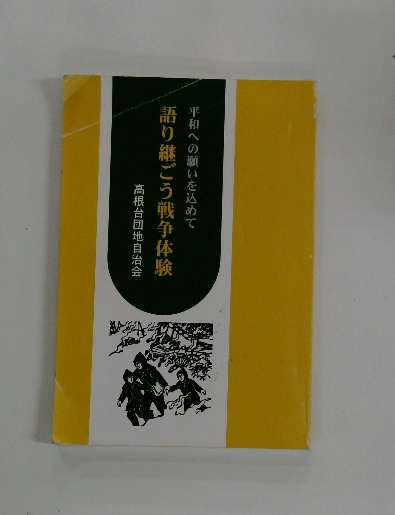 平和への願いを込めて
語り継ごう戦争体験
高根台団地自治会